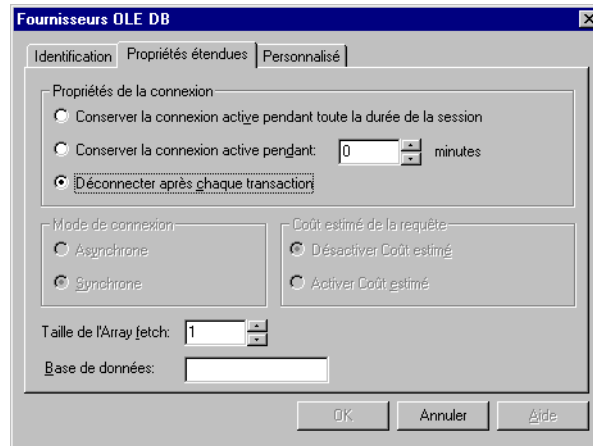 Fournisseurs OLE DB
Identification Propriétés étendues Personnalisé
Propriétés de la connexion
Conserver la connexion active pendant toute la durée de la session
Conserver la connexion active pendant: 0 minutes
Déconnecter après chaque transaction
Mode de connexion Coût estimé de la requête
Asynchrone Désactiver Coût estimé
Synchrone Activer Coût estimé
Taille de l'Array fetch: 1
Base de données:
OK Annuler Aide